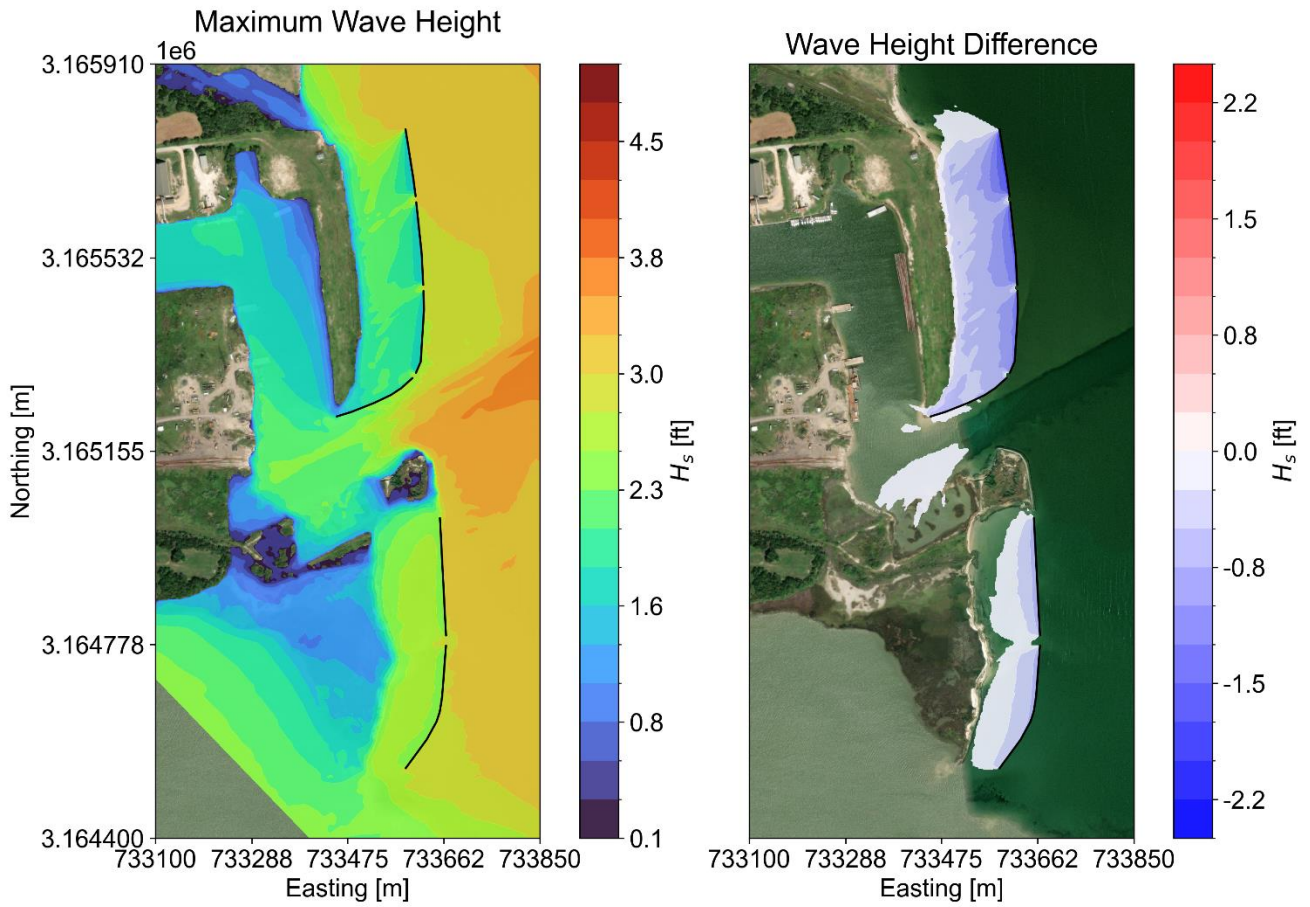 Maximum Wave Height
Wave Height Difference
1e6
3.165910
3.165532
3.165155
3.164778
3.164400
Northing [m]
733100 733288 733475 733662 733850
Easting [m]
4.5
3.8
3.0
2.3
1.6
0.8
0.1
H_s [ft]
733100 733288 733475 733662 733850
Easting [m]
2.2
1.5
0.8
0.0
-0.8
-1.5
-2.2
H_s [ft]